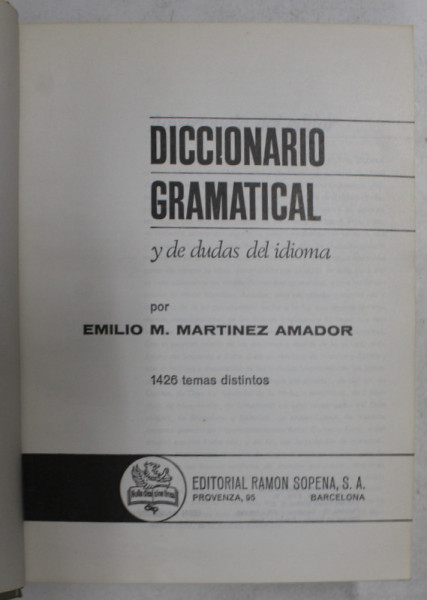 DICCIONARIO
GRAMATICAL
y de dudas del idioma
por
EMILIO M. MARTINEZ AMADOR
1426 temas distintos
EDITORIAL RAMON SOPENA, S. A.
PROVENZA, 95 BARCELONA